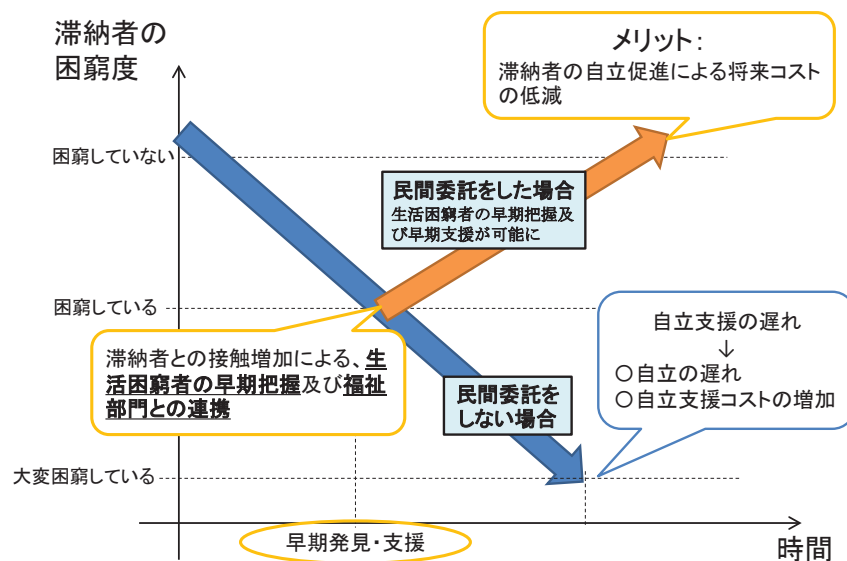 滞納者の
困窮度
メリット：
滞納者の自立促進による将来コスト
の低減
困窮していない
民間委託をした場合
生活困窮者の早期把握及
び早期支援が可能に
困窮している
滞納者との接触増加による、生
活困窮者の早期把握及び福祉
部門との連携
自立支援の遅れ
↓
○自立の遅れ
○自立支援コストの増加
民間委託を
しない場合
大変困窮している
早期発見・支援
時間